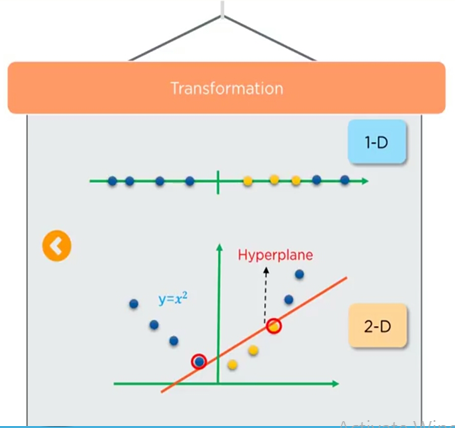 Transformation
1-D
Hyperplane
y=x²
2-D